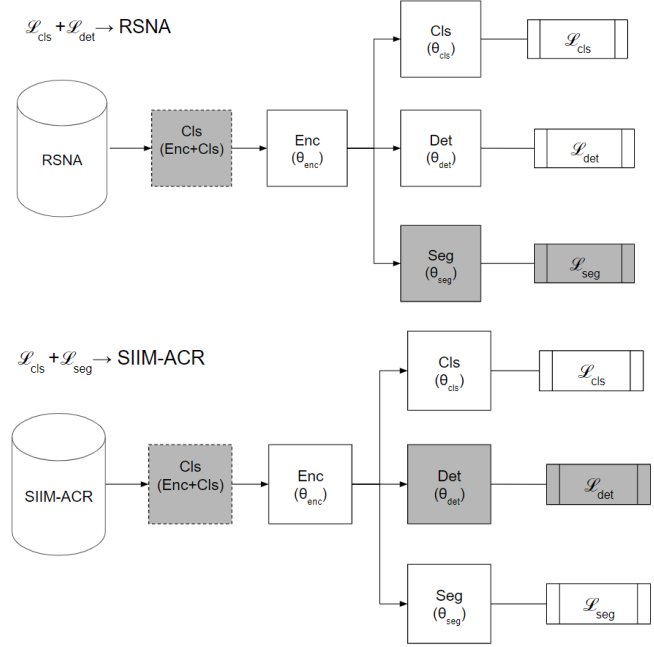 ℒcls + ℒdet → RSNA
RSNA
Cls
(Enc+Cls)
Enc
(θenc)
Cls
(θcls)
ℒcls
Det
(θdet)
ℒdet
Seg
(θseg)
ℒseg
ℒcls + ℒseg → SIIM-ACR
SIIM-ACR
Cls
(Enc+Cls)
Enc
(θenc)
Cls
(θcls)
ℒcls
Det
(θdet)
ℒdet
Seg
(θseg)
ℒseg